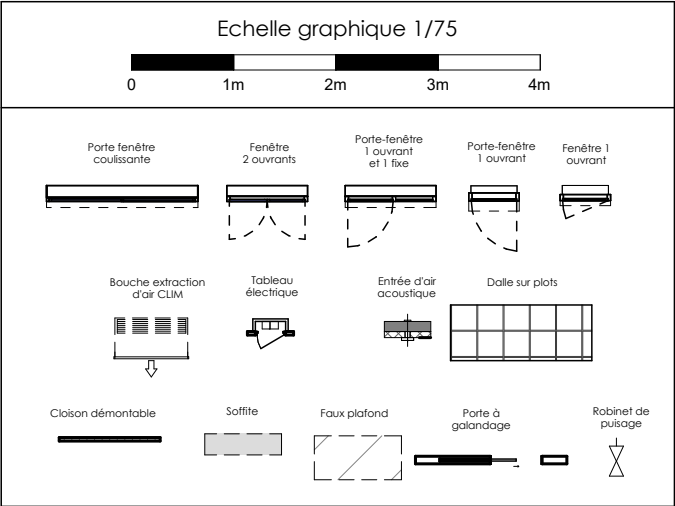 Echelle graphique 1/75
0 1m 2m 3m 4m
Porte fenêtre
coulissante
Fenêtre
2 ouvrants
Porte-fenêtre
1 ouvrant
et 1 fixe
Porte-fenêtre
1 ouvrant
Fenêtre 1
ouvrant
Bouche extraction
d'air CLIM
Tableau
électrique
Entrée d'air
acoustique
Dalle sur plots
Cloison démontable
Soffite
Faux plafond
Porte à
galandage
Robinet de
puisage